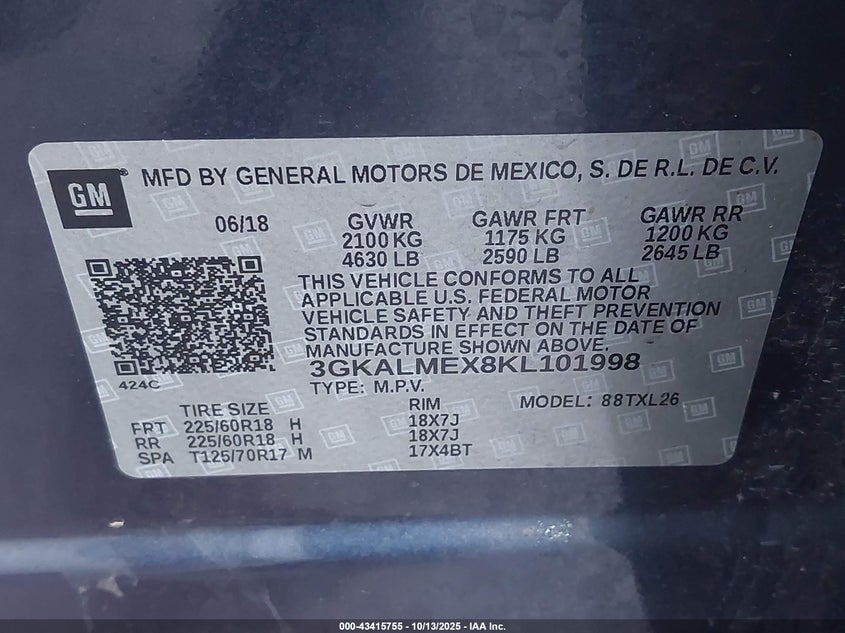 GM
MFD BY GENERAL MOTORS DE MEXICO, S. DE R.L. DE C.V.
06/18 GVWR GAWR FRT GAWR RR
2100 KG 1175 KG 1200 KG
4630 LB 2590 LB 2645 LB
THIS VEHICLE CONFORMS TO ALL
APPLICABLE U.S. FEDERAL MOTOR
VEHICLE SAFETY AND THEFT PREVENTION
STANDARDS IN EFFECT ON THE DATE OF
MANUFACTURE SHOWN ABOVE.
3GKALMEX8KL101998
424C
TYPE: M.P.V.
TIRE SIZE RIM MODEL: 88TXL26
FRT 225/60R18 H 18X7J
RR 225/60R18 H 18X7J
SPA T125/70R17 M 17X4BT
000-43415755 - 10/13/2025 - IAA Inc.